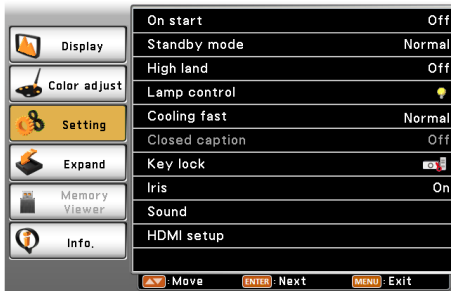 Display
Color adjust
Setting
Expand
Memory
Viewer
Info.
On start Off
Standby mode Normal
High land Off
Lamp control
Cooling fast Normal
Closed caption Off
Key lock
Iris On
Sound
HDMI setup
:Move ENTER :Next MENU :Exit